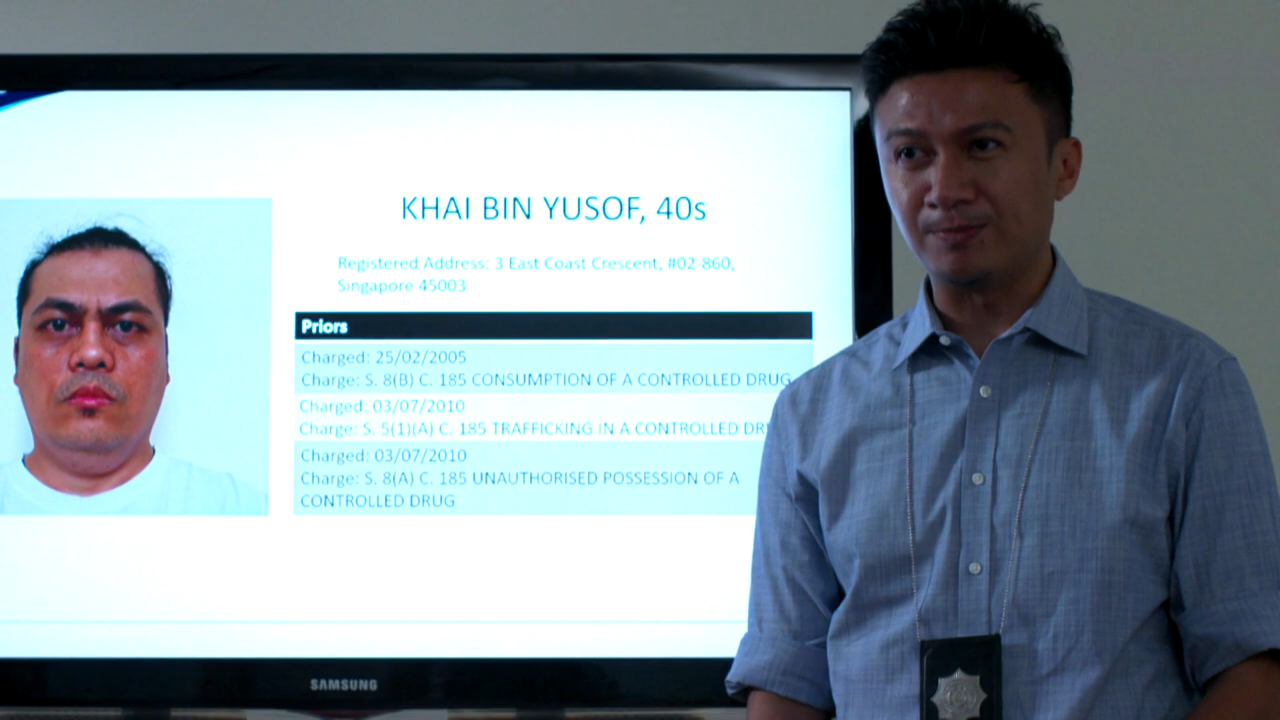 KHAI BIN YUSOF, 40s
Registered Address: 3 East Coast Crescent, #02-860,
Singapore 45003
Priors
Charged: 25/02/2005
Charge: S. 8(B) C. 185 CONSUMPTION OF A CONTROLLED DRUG
Charged: 03/07/2010
Charge: S. 5(1)(A) C. 185 TRAFFICKING IN A CONTROLLED
Charged: 03/07/2010
Charge: S. 8(A) C. 185 UNAUTHORISED POSSESSION OF A
CONTROLLED DRUG
SAMSUNG